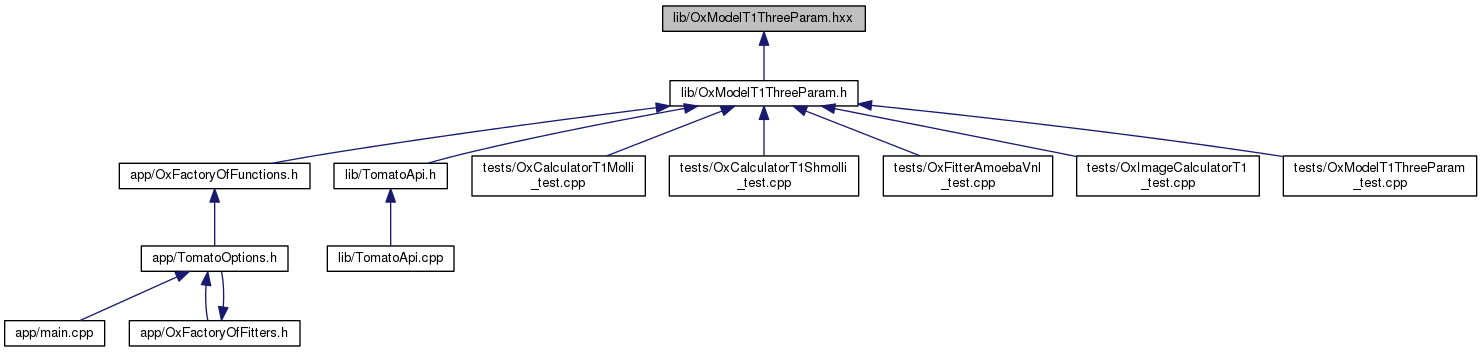 lib/OxModelT1ThreeParam.hxx
lib/OxModelT1ThreeParam.h
app/OxFactoryOfFunctions.h
lib/TomatoApi.h
tests/OxCalculatorT1Molli
_test.cpp
tests/OxCalculatorT1Shmolli
_test.cpp
tests/OxFitterAmoebaVnl
_test.cpp
tests/OxImageCalculatorT1
_test.cpp
tests/OxModelT1ThreeParam
_test.cpp
app/TomatoOptions.h
lib/TomatoApi.cpp
app/main.cpp
app/OxFactoryOfFitters.h